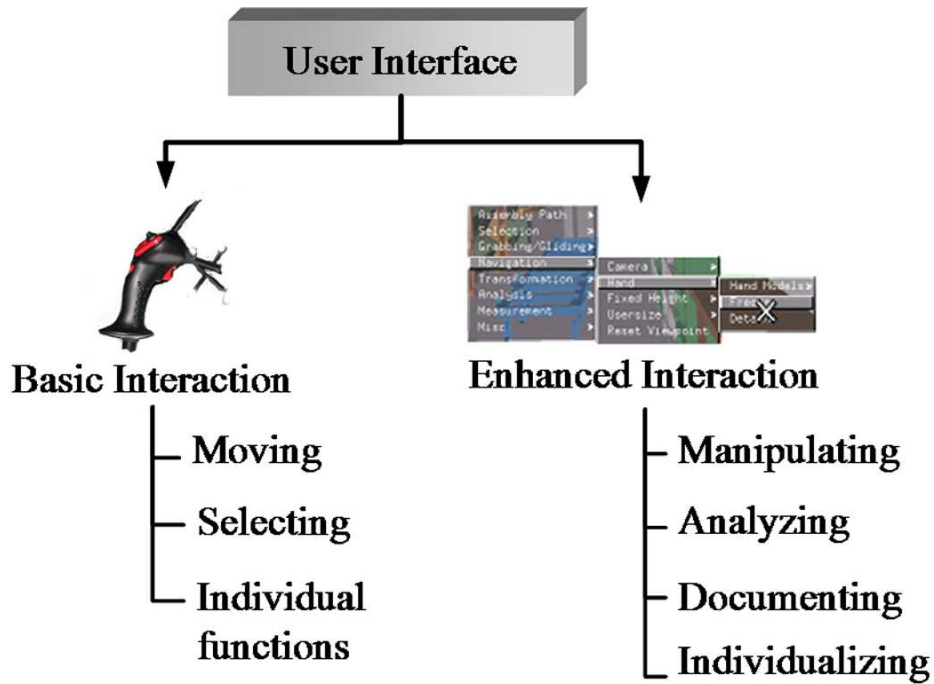 User Interface
Assembly Path
Selection
Grabbing/Gliding
Navigation
Transformation
Analysis
Measurement
Misc
Camera
Hand
Fixed Height
Usersize
Reset Viewpoint
Hand Models
X
Basic Interaction
Enhanced Interaction
Moving
Selecting
Individual
functions
Manipulating
Analyzing
Documenting
Individualizing